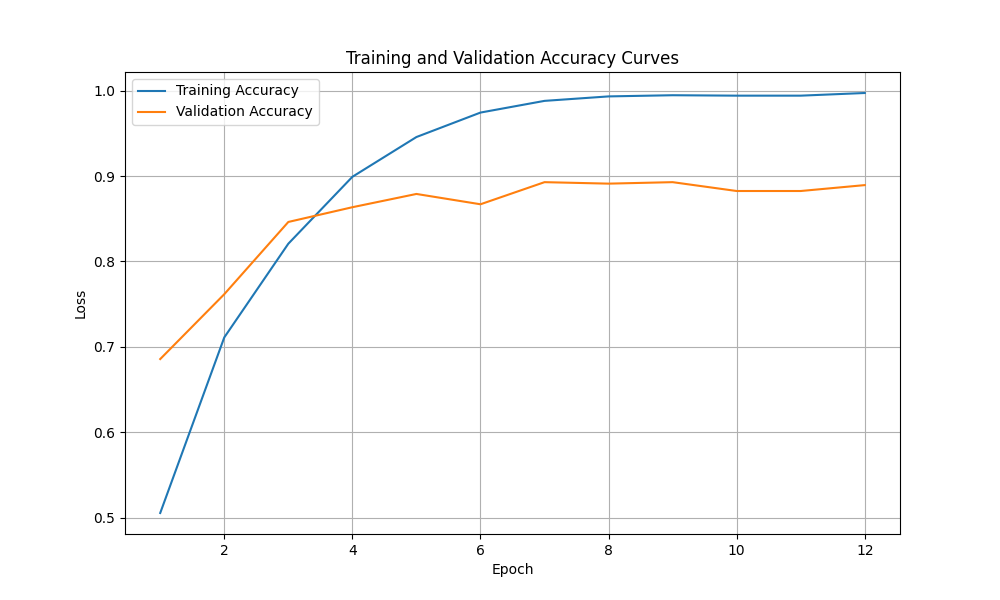 Training and Validation Accuracy Curves
Training Accuracy
Validation Accuracy
1.0
0.9
0.8
0.7
0.6
0.5
Loss
2 4 6 8 10 12
Epoch